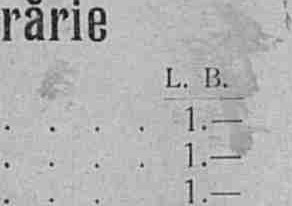 rărie
L. B.
. . . . 1.—
. . . . 1.—
. . . . 1.—